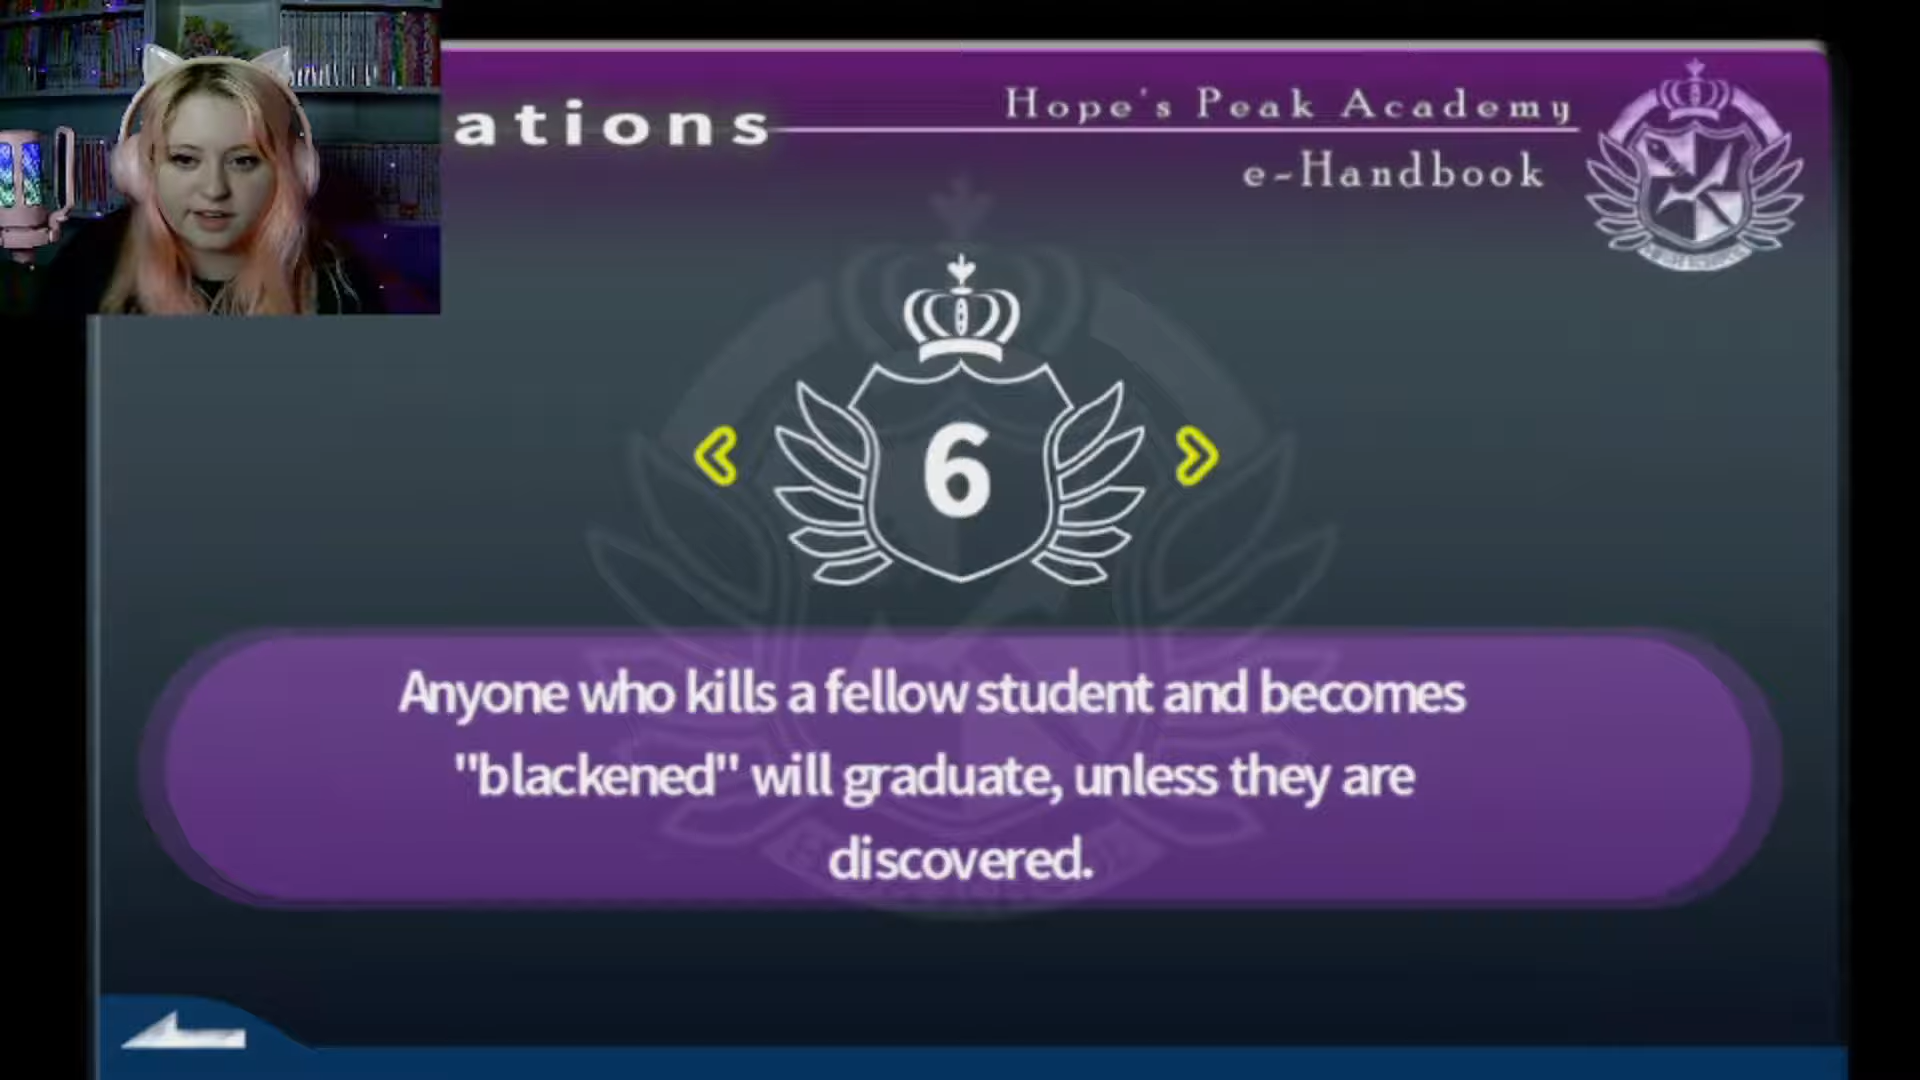 ations
Hope's Peak Academy
e-Handbook
6
Anyone who kills a fellow student and becomes
"blackened" will graduate, unless they are
discovered.